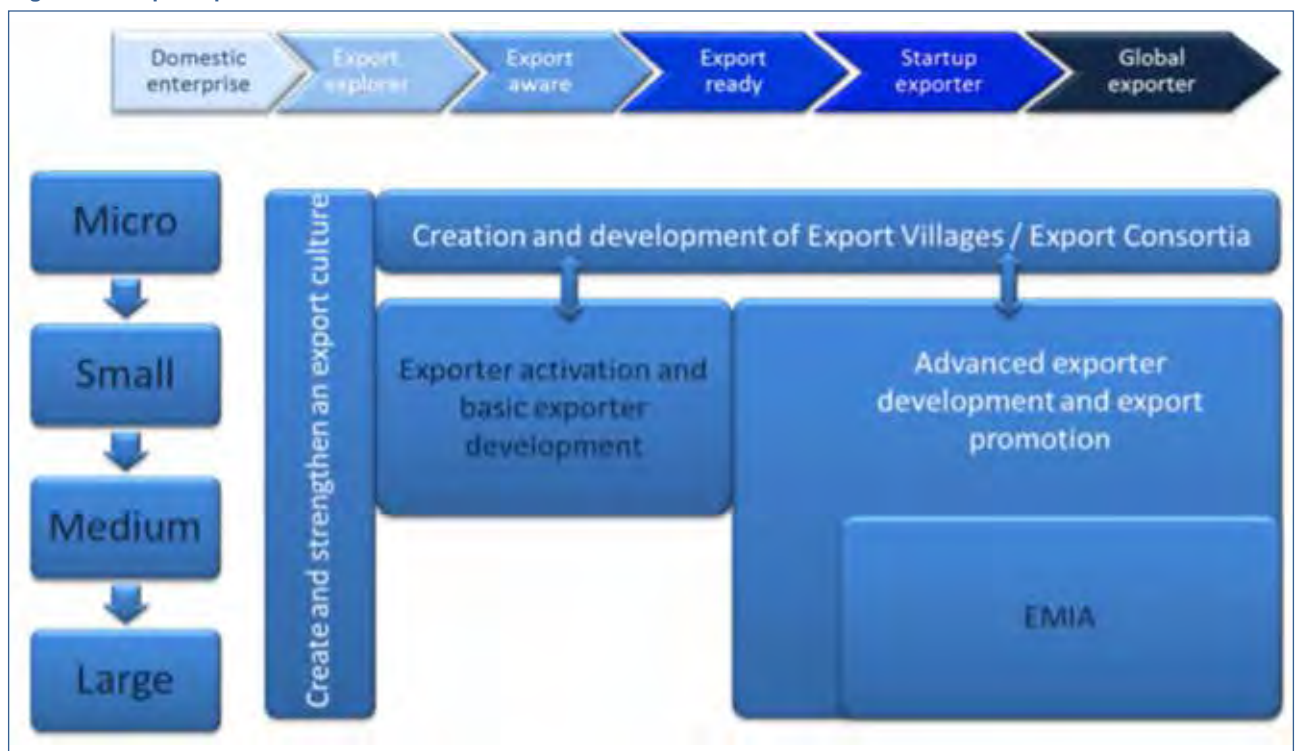 Domestic
enterprise
Export
explorer
Export
aware
Export
ready
Startup
exporter
Global
exporter
Micro
Small
Medium
Large
Create and strengthen an export culture
Creation and development of Export Villages / Export Consortia
Exporter activation and
basic exporter
development
Advanced exporter
development and export
promotion
EMIA